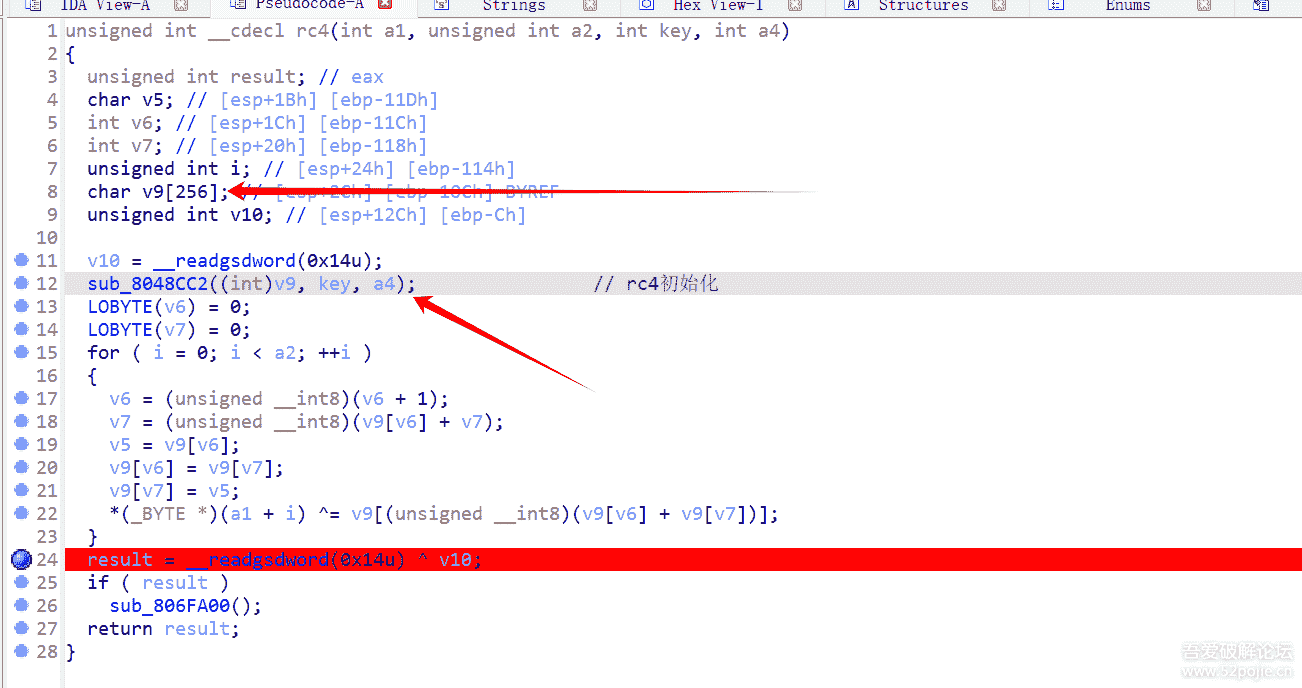 IDA View-A Pseudocode-A Strings Hex View-1 Structures Enums
1 unsigned int __cdecl rc4(int a1, unsigned int a2, int key, int a4)
2 {
3 unsigned int result; // eax
4 char v5; // [esp+1Bh] [ebp-11Dh]
5 int v6; // [esp+1Ch] [ebp-11Ch]
6 int v7; // [esp+20h] [ebp-118h]
7 unsigned int i; // [esp+24h] [ebp-114h]
8 char v9[256]; // [esp+2Ch] [ebp-10Ch] BYREF
9 unsigned int v10; // [esp+12Ch] [ebp-Ch]
10
11 v10 = __readgsdword(0x14u);
12 sub_8048CC2((int)v9, key, a4); // rc4初始化
13 LOBYTE(v6) = 0;
14 LOBYTE(v7) = 0;
15 for ( i = 0; i < a2; ++i )
16 {
17 v6 = (unsigned __int8)(v6 + 1);
18 v7 = (unsigned __int8)(v9[v6] + v7);
19 v5 = v9[v6];
20 v9[v6] = v9[v7];
21 v9[v7] = v5;
22 *(_BYTE *)(a1 + i) ^= v9[(unsigned __int8)(v9[v6] + v9[v7])];
23 }
24 result = __readgsdword(0x14u) ^ v10;
25 if ( result )
26 sub_806FA00();
27 return result;
28 }
吾爱破解论坛
www.52pojie.cn